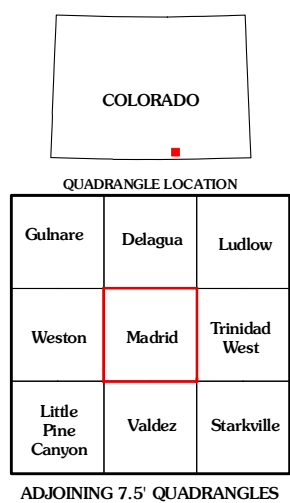 COLORADO
QUADRANGLE LOCATION
Gulnare
Delagua
Ludlow
Weston
Madrid
Trinidad
West
Little
Pine
Canyon
Valdez
Starkville
ADJOINING 7.5' QUADRANGLES